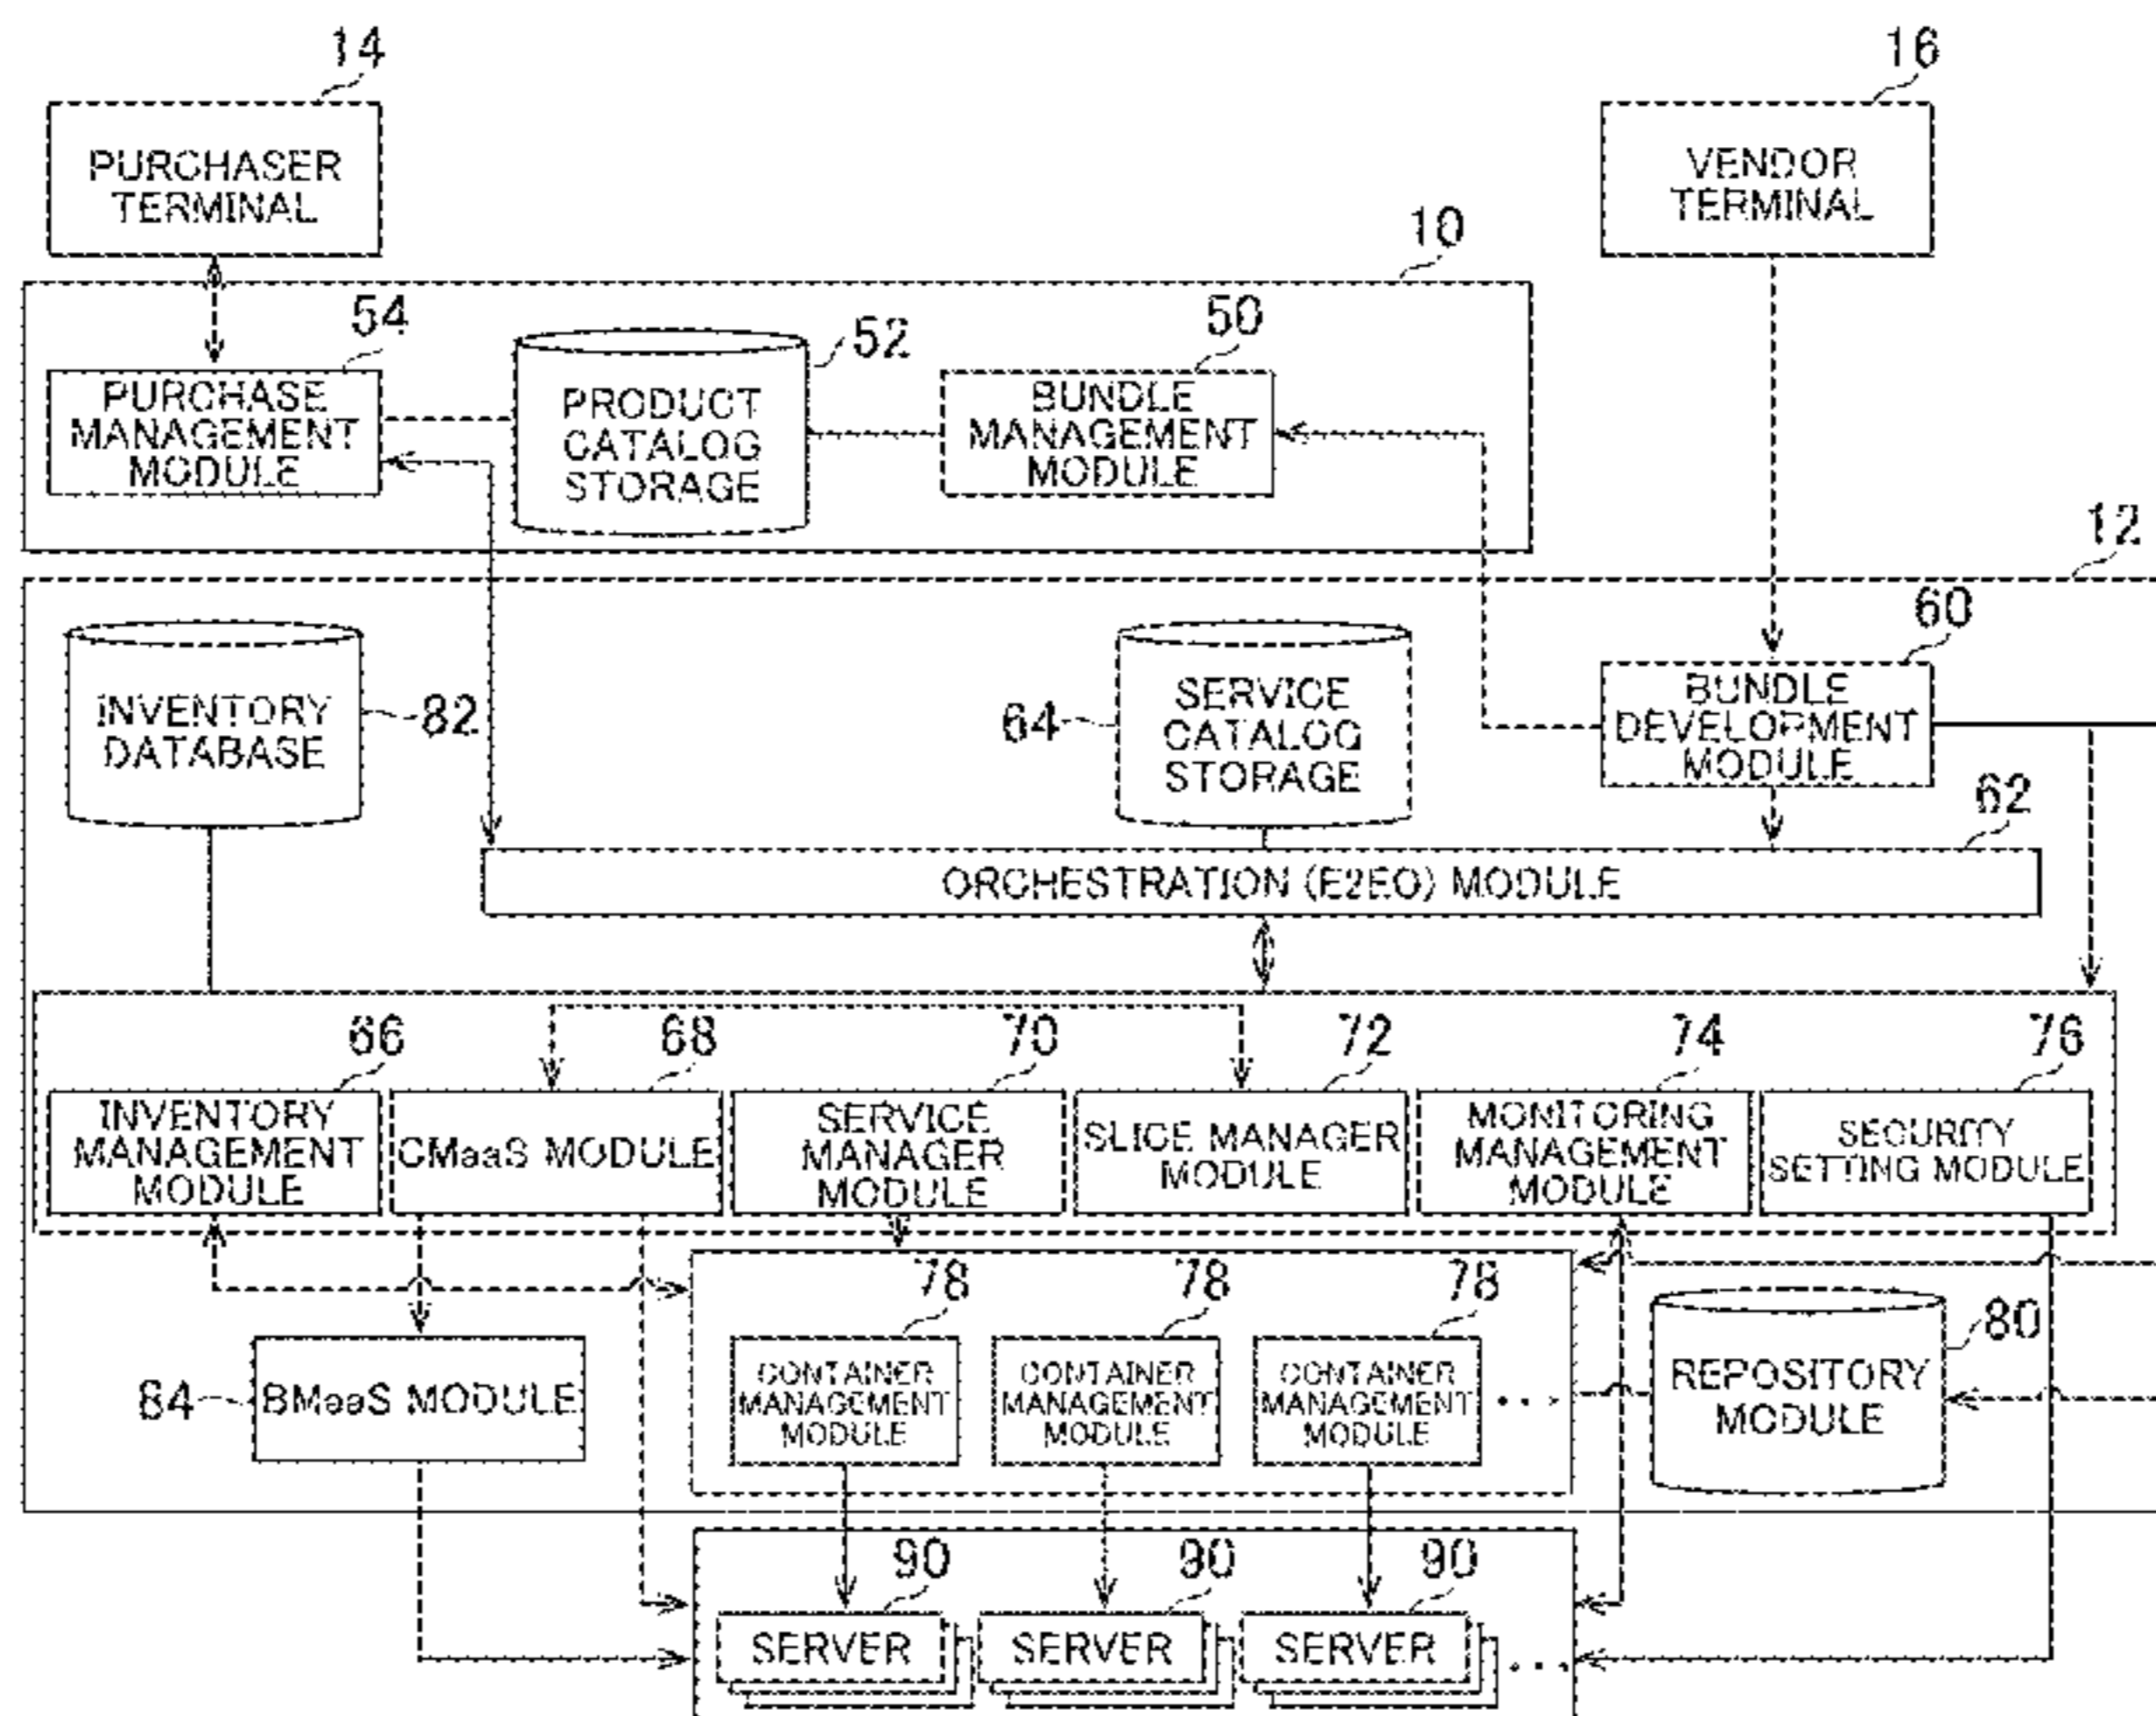 14
16
PURCHASER
TERMINAL
VENDOR
TERMINAL
10
54
52
50
PURCHASE
MANAGEMENT
MODULE
PRODUCT
CATALOG
STORAGE
BUNDLE
MANAGEMENT
MODULE
12
60
INVENTORY
DATABASE
82
64
SERVICE
CATALOG
STORAGE
BUNDLE
DEVELOPMENT
MODULE
62
ORCHESTRATION (E2EO) MODULE
66
68
70
72
74
76
INVENTORY
MANAGEMENT
MODULE
CMaaS MODULE
SERVICE
MANAGER
MODULE
SLICE MANAGER
MODULE
MONITORING
MANAGEMENT
MODULE
SECURITY
SETTING MODULE
78
78
78
80
84
BMaaS MODULE
CONTAINER
MANAGEMENT
MODULE
CONTAINER
MANAGEMENT
MODULE
CONTAINER
MANAGEMENT
MODULE
...
REPOSITORY
MODULE
90
90
90
SERVER
SERVER
SERVER
...